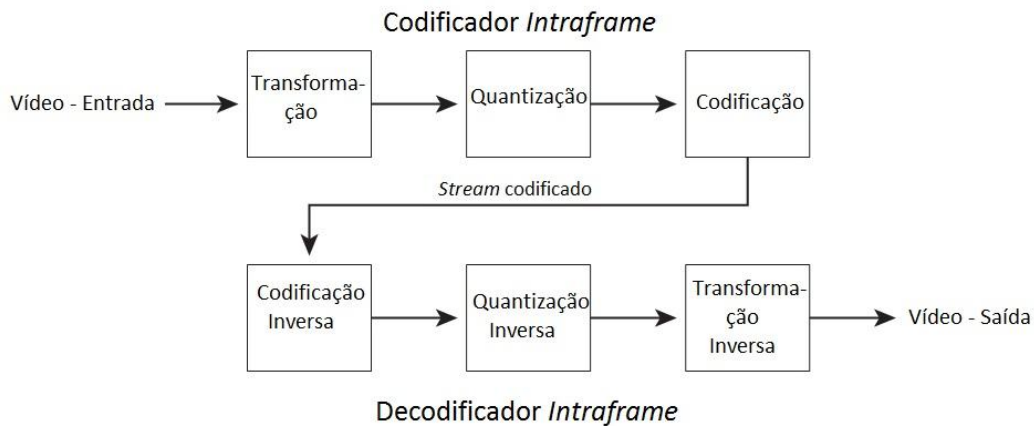 Codificador Intraframe
Vídeo - Entrada
Transforma-
ção
Quantização
Codificação
Stream codificado
Codificação
Inversa
Quantização
Inversa
Transforma-
ção
Inversa
Vídeo - Saída
Decodificador Intraframe